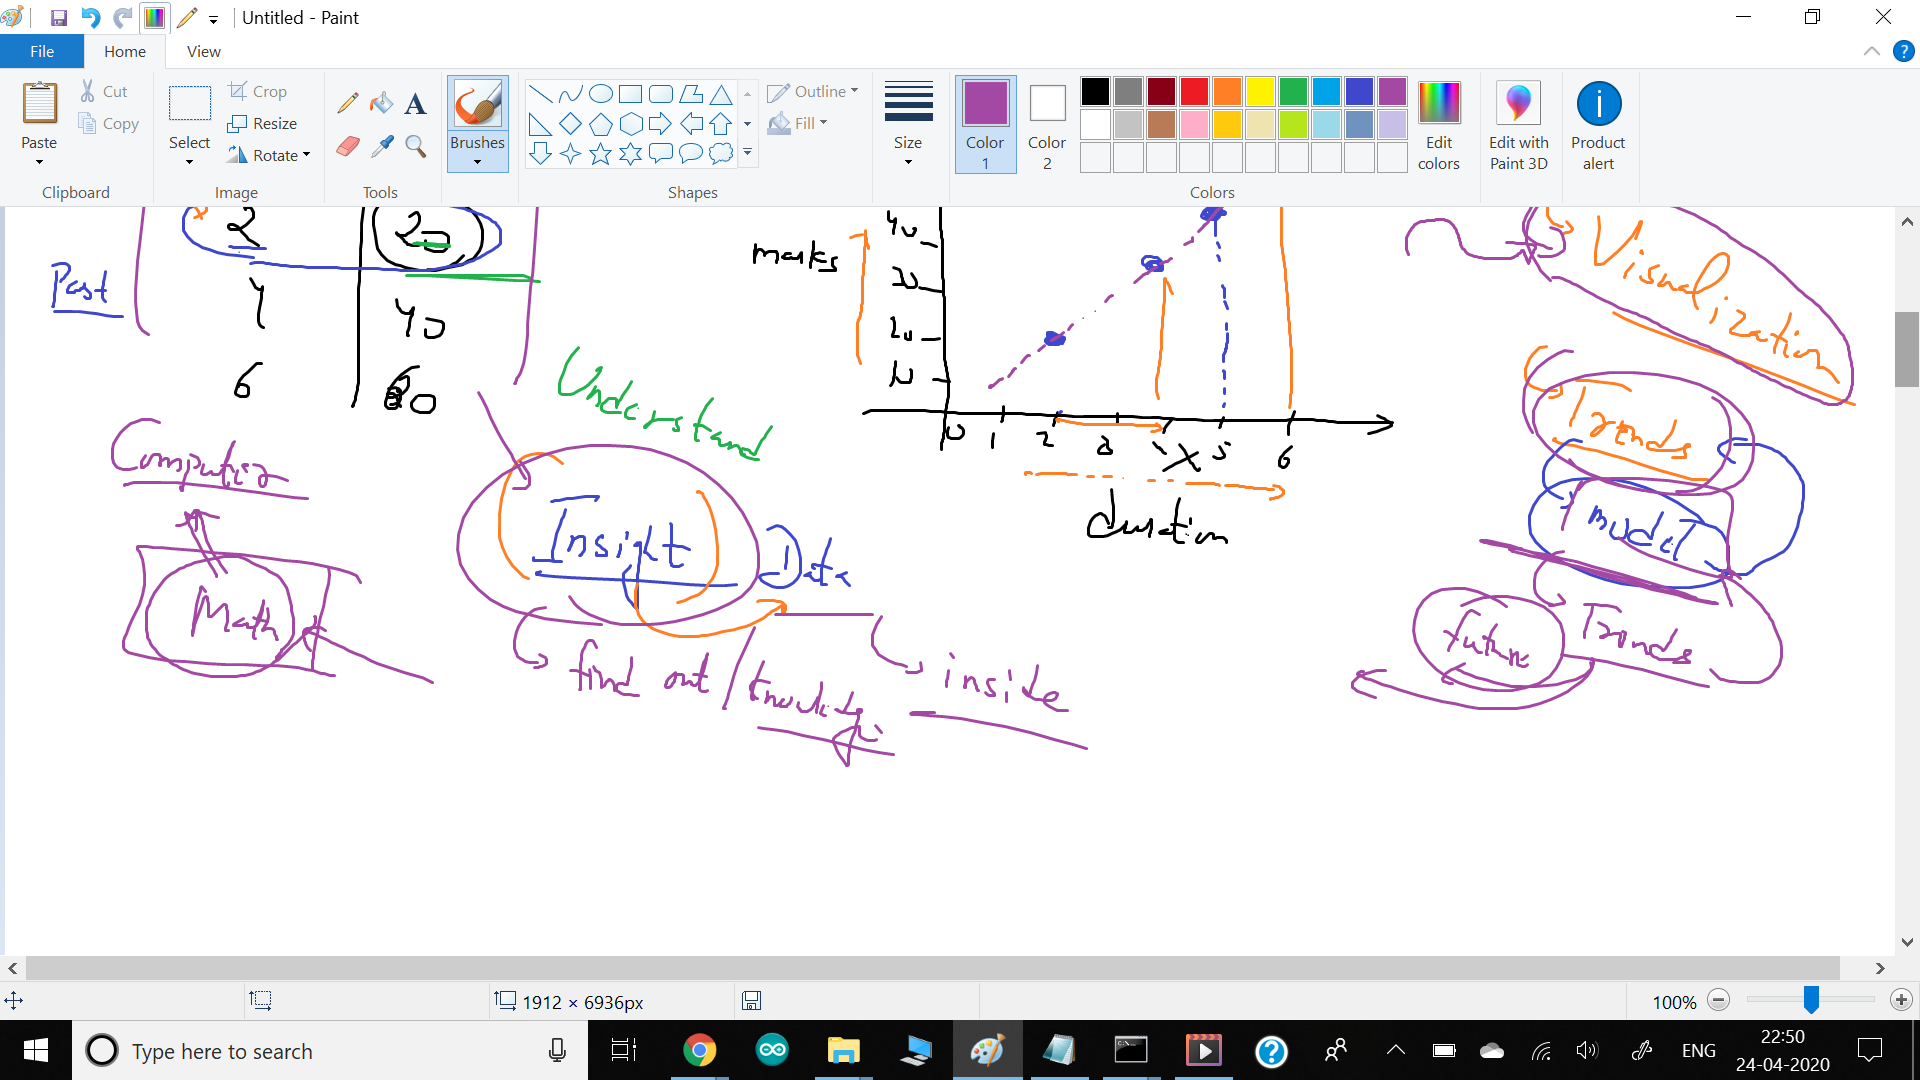 Untitled - Paint
File Home View
Paste
Cut
Copy
Clipboard
Select
Crop
Resize
Rotate
Image
Tools
Brushes
Shapes
Outline
Fill
Size
Color 1
Color 2
Edit colors
Colors
Edit with Paint 3D
Product alert
2 20
Past
4 40
6 60
Computer
Math
Understand
Insight Data
find out / knowledge inside
marks
40
30
20
10
0 1 2 3 4 5 6
X
duration
Visualization
Trends
model
future Trends
1912 × 6936px
100%
Type here to search
ENG
22:50
24-04-2020